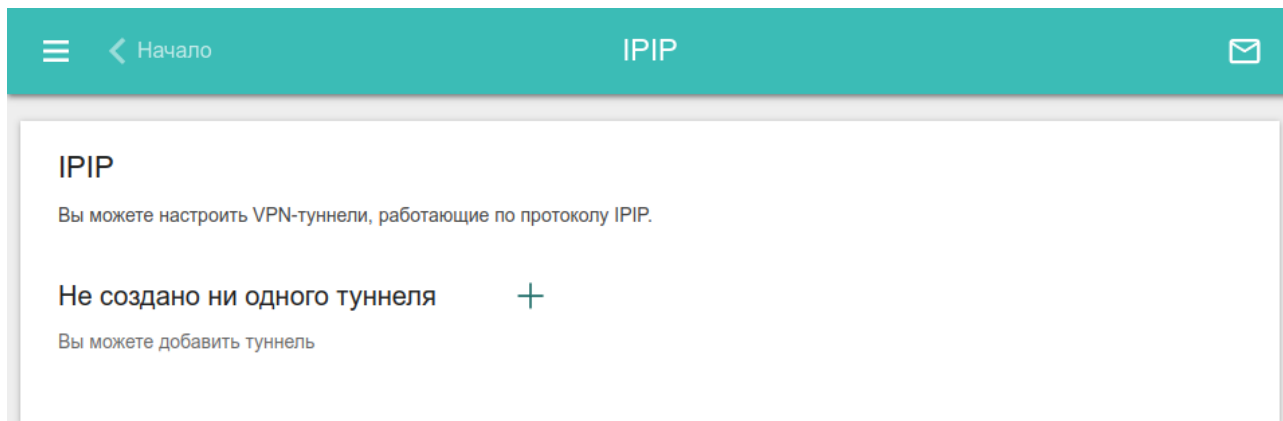 Начало
IPIP
IPIP
Вы можете настроить VPN-туннели, работающие по протоколу IPIP.
Не создано ни одного туннеля
Вы можете добавить туннель